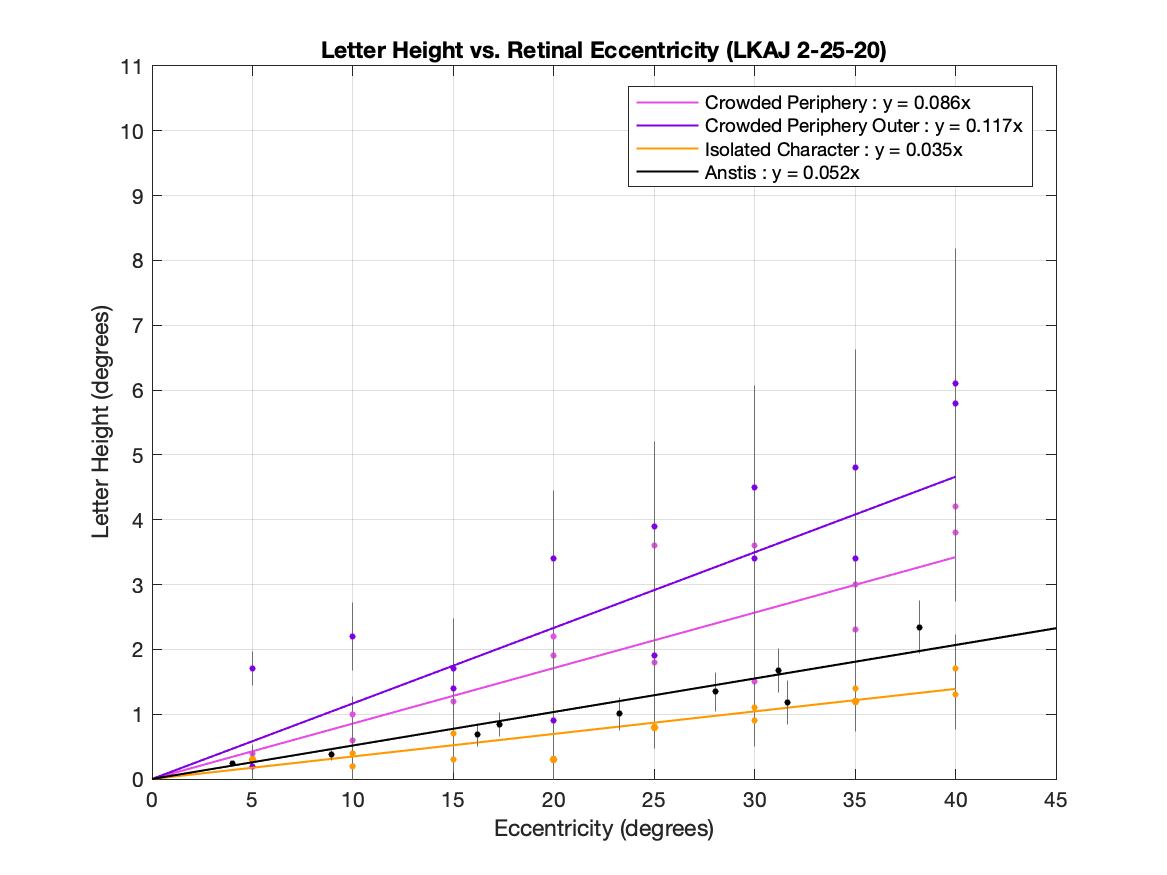 Letter Height vs. Retinal Eccentricity (LKAJ 2-25-20)
Crowded Periphery : y = 0.086x
Crowded Periphery Outer : y = 0.117x
Isolated Character : y = 0.035x
Anstis : y = 0.052x
Letter Height (degrees)
11
10
9
8
7
6
5
4
3
2
1
0
0 5 10 15 20 25 30 35 40 45
Eccentricity (degrees)